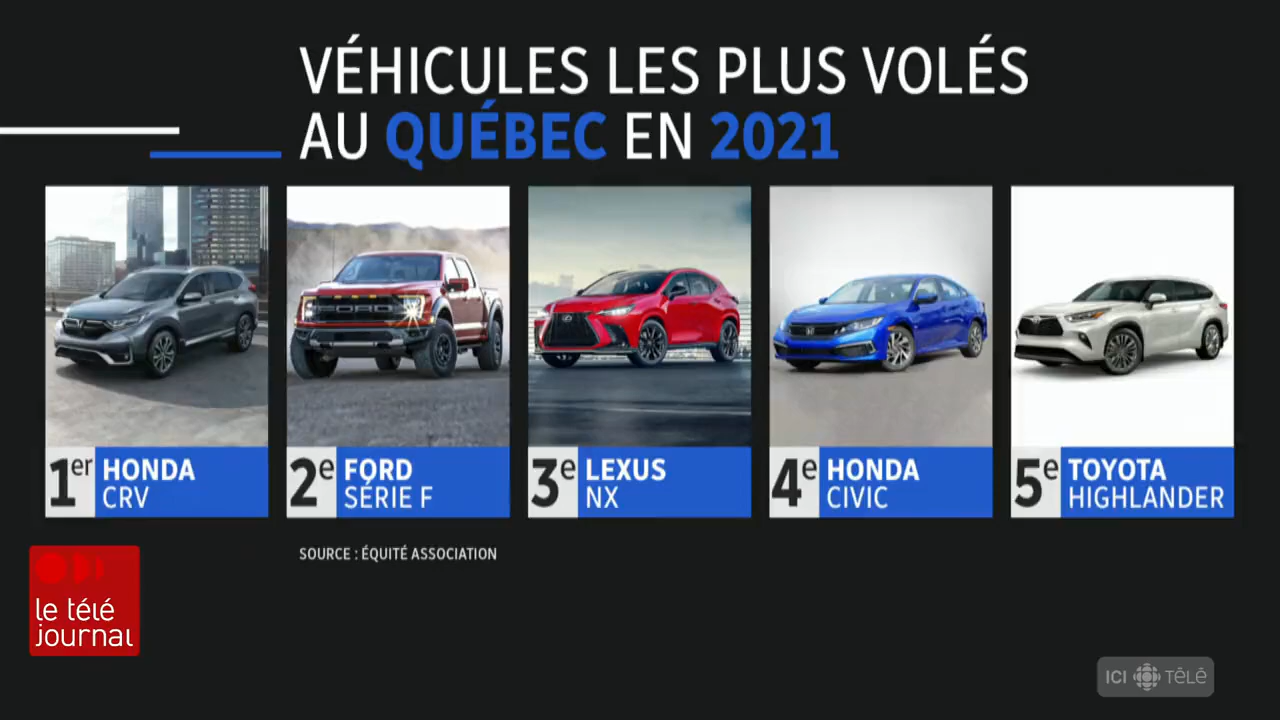 VÉHICULES LES PLUS VOLÉS
AU QUÉBEC EN 2021
FORD
1er HONDA
CRV
2e FORD
SÉRIE F
3e LEXUS
NX
4e HONDA
CIVIC
5e TOYOTA
HIGHLANDER
SOURCE : ÉQUITÉ ASSOCIATION
le télé
journal
ICI TÉLÉ